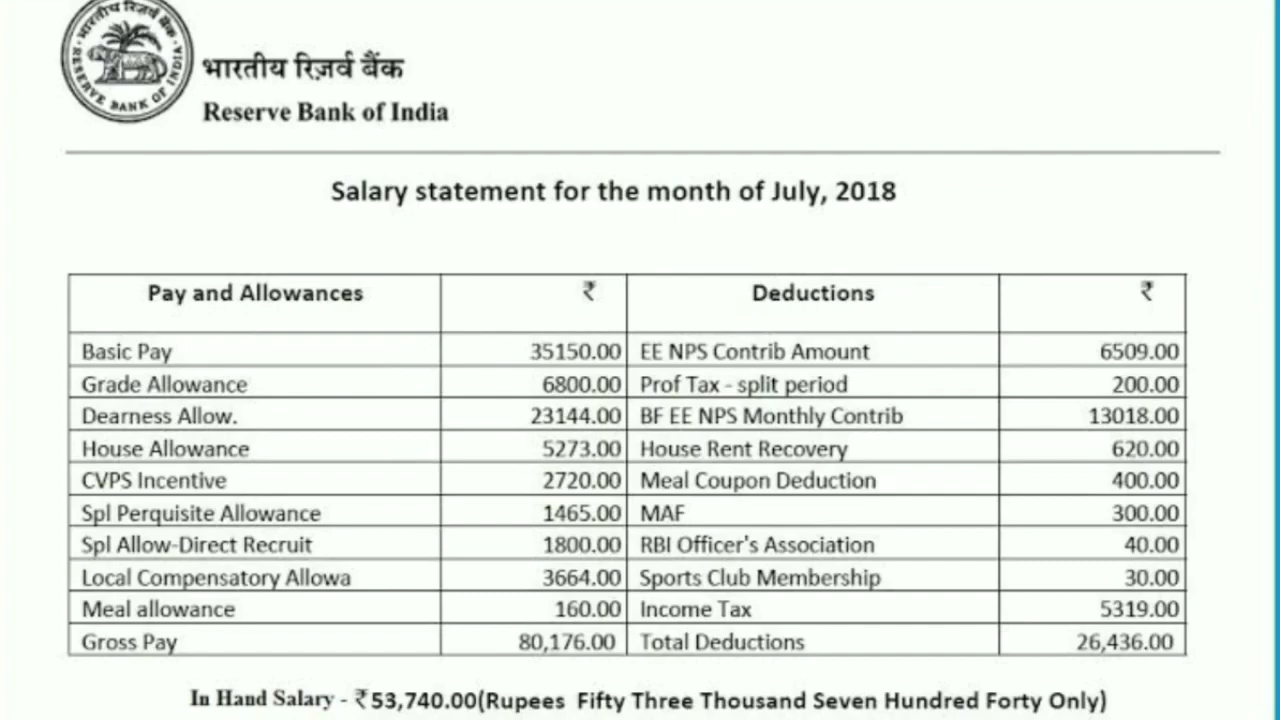 भारतीय रिज़र्व बैंक
RESERVE BANK OF INDIA
भारतीय रिज़र्व बैंक
Reserve Bank of India
Salary statement for the month of July, 2018
Pay and Allowances ₹ Deductions ₹
Basic Pay 35150.00 EE NPS Contrib Amount 6509.00
Grade Allowance 6800.00 Prof Tax - split period 200.00
Dearness Allow. 23144.00 BF EE NPS Monthly Contrib 13018.00
House Allowance 5273.00 House Rent Recovery 620.00
CVPS Incentive 2720.00 Meal Coupon Deduction 400.00
Spl Perquisite Allowance 1465.00 MAF 300.00
Spl Allow-Direct Recruit 1800.00 RBI Officer's Association 40.00
Local Compensatory Allowa 3664.00 Sports Club Membership 30.00
Meal allowance 160.00 Income Tax 5319.00
Gross Pay 80,176.00 Total Deductions 26,436.00
In Hand Salary - ₹53,740.00(Rupees Fifty Three Thousand Seven Hundred Forty Only)